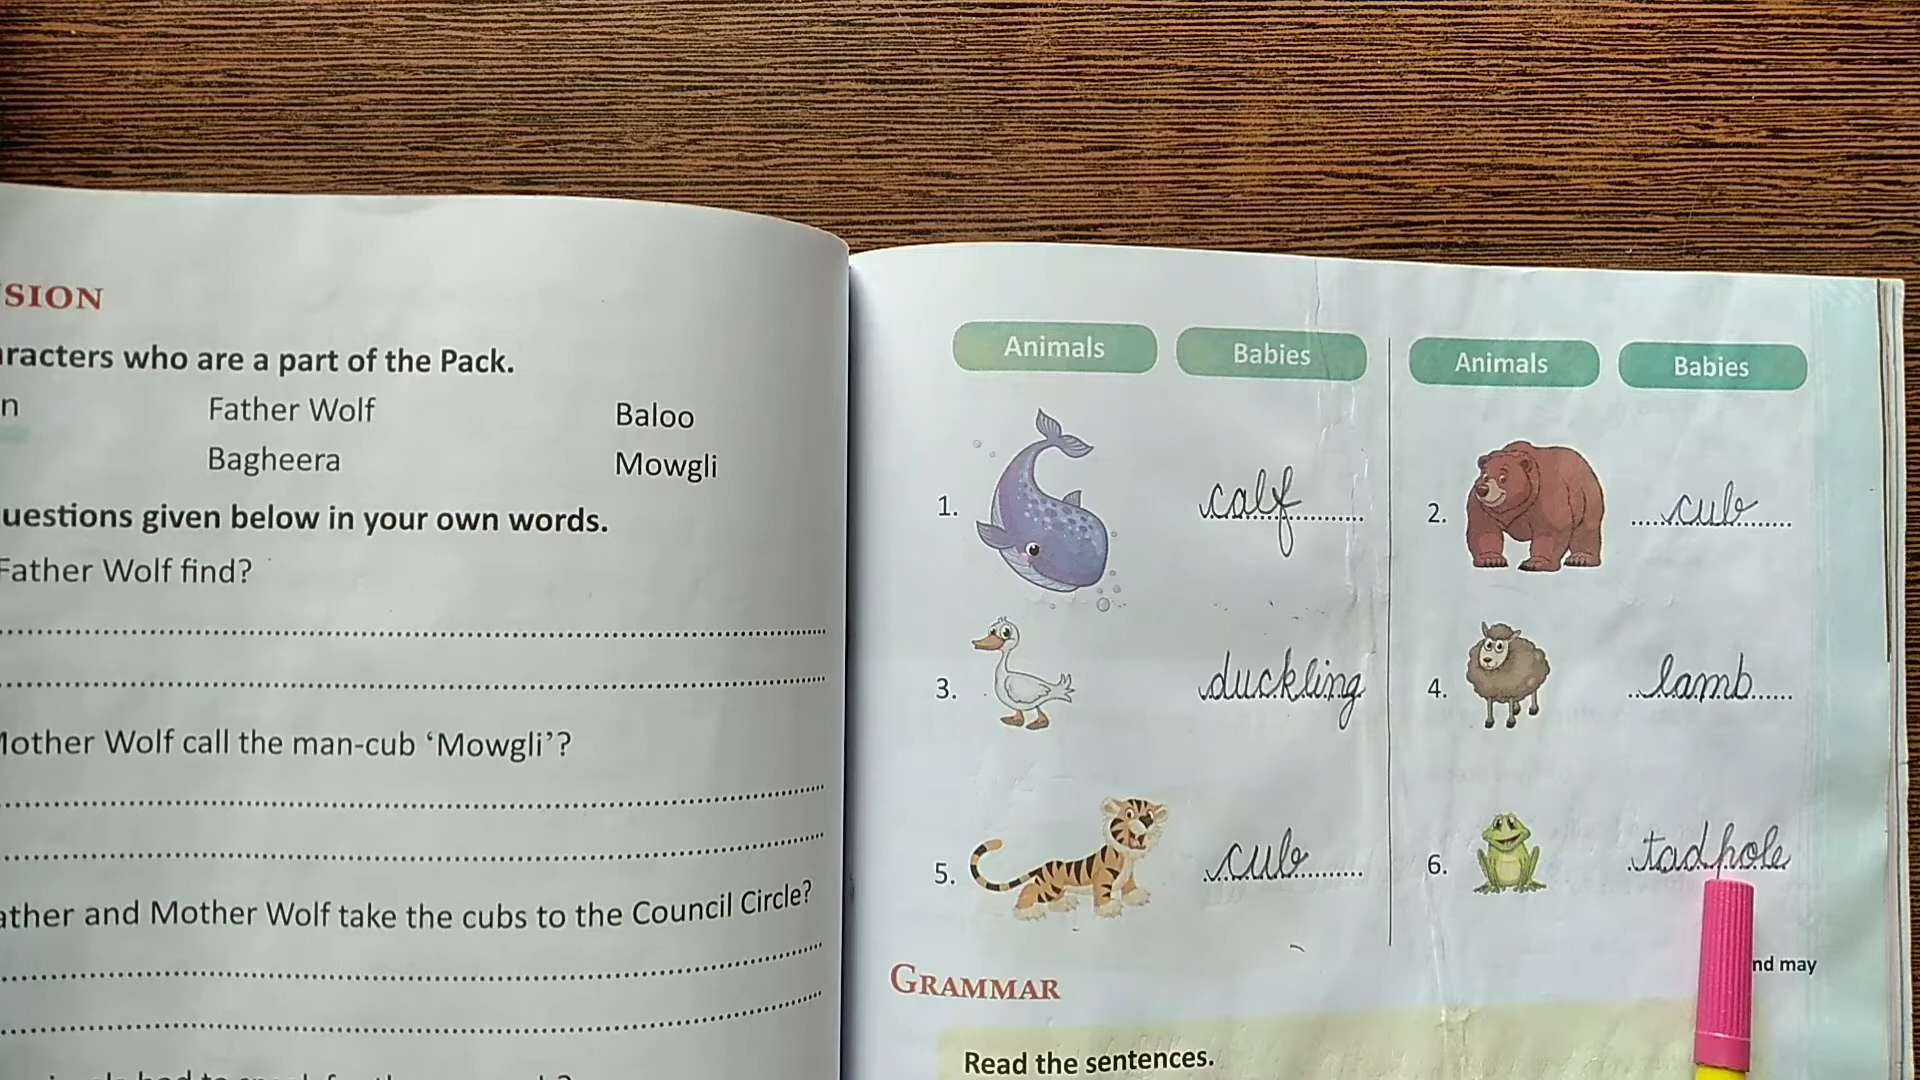 SION
racters who are a part of the Pack.
n Father Wolf Baloo
Bagheera Mowgli
uestions given below in your own words.
Father Wolf find?
Mother Wolf call the man-cub ‘Mowgli’?
ather and Mother Wolf take the cubs to the Council Circle?
Animals Babies Animals Babies
1. calf 2. cub
3. duckling 4. lamb
5. cub 6. tadpole
nd may
GRAMMAR
Read the sentences.